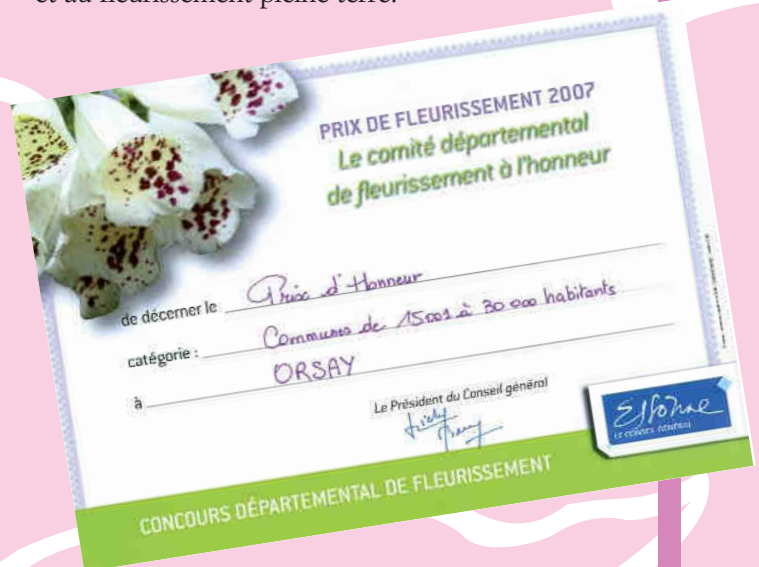 et au fleurissement pleine terre.
PRIX DE FLEURISSEMENT 2007
Le comité départemental
de fleurissement à l'honneur
de décerner le Prix d'Honneur
catégorie : Communes de 15001 à 30 000 habitants
à ORSAY
Le Président du Conseil général
Essonne
LE CONSEIL GÉNÉRAL
CONCOURS DÉPARTEMENTAL DE FLEURISSEMENT